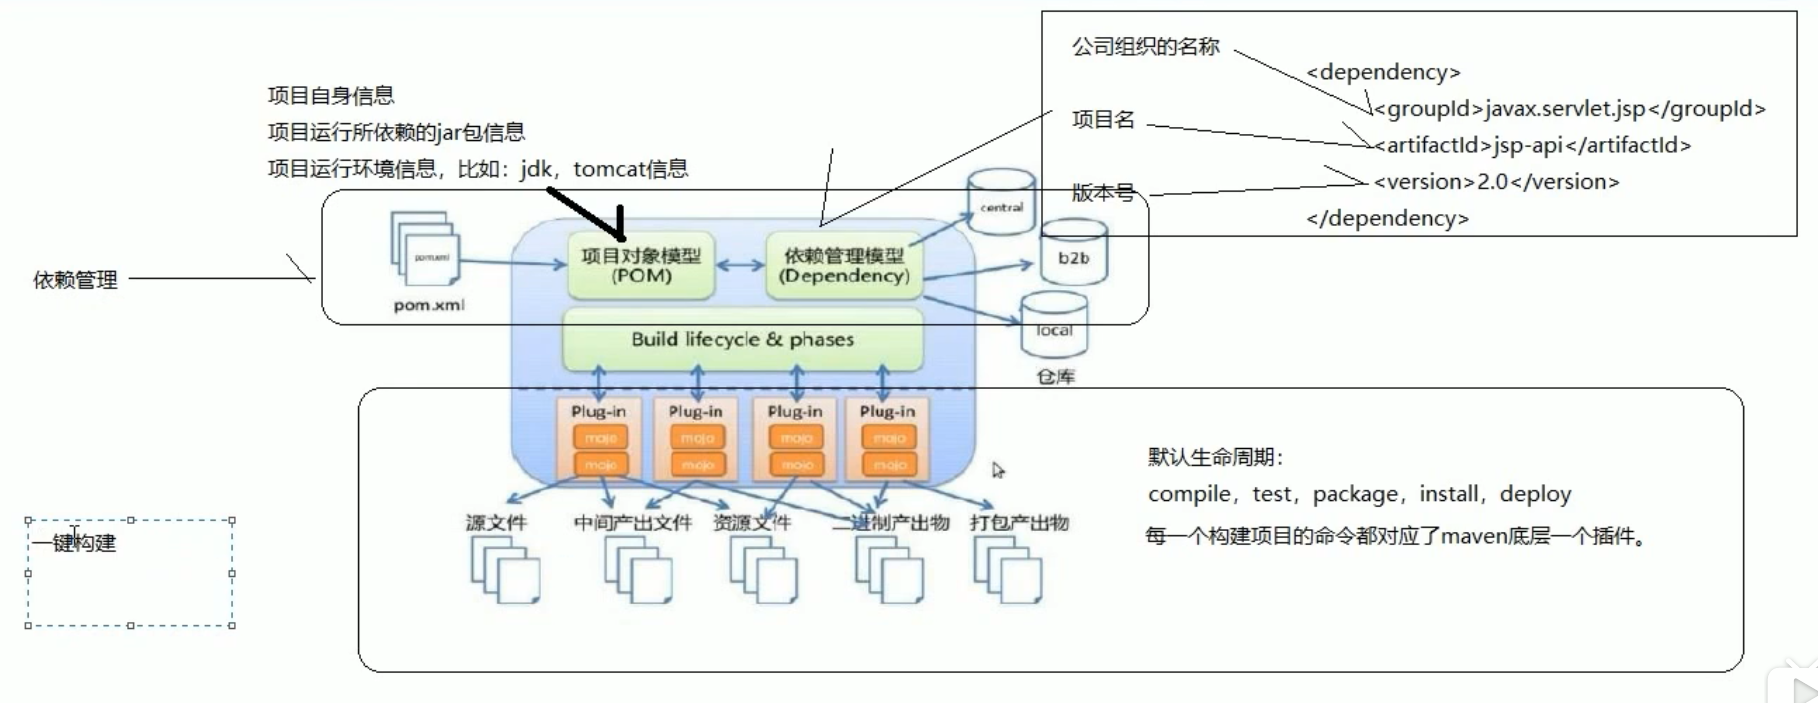 公司组织的名称
<dependency>
<groupId>javax.servlet.jsp</groupId>
项目名
<artifactId>jsp-api</artifactId>
版本号
<version>2.0</version>
</dependency>
项目自身信息
项目运行所依赖的jar包信息
项目运行环境信息，比如：jdk，tomcat信息
依赖管理
pom.xml
pom.xml
项目对象模型
(POM)
依赖管理模型
(Dependency)
central
b2b
local
仓库
Build lifecycle & phases
Plug-in
mojo
mojo
Plug-in
mojo
mojo
Plug-in
mojo
mojo
Plug-in
mojo
mojo
源文件
中间产出文件
资源文件
二进制产出物
打包产出物
默认生命周期：
compile，test，package，install，deploy
每一个构建项目的命令都对应了maven底层一个插件。
一键构建